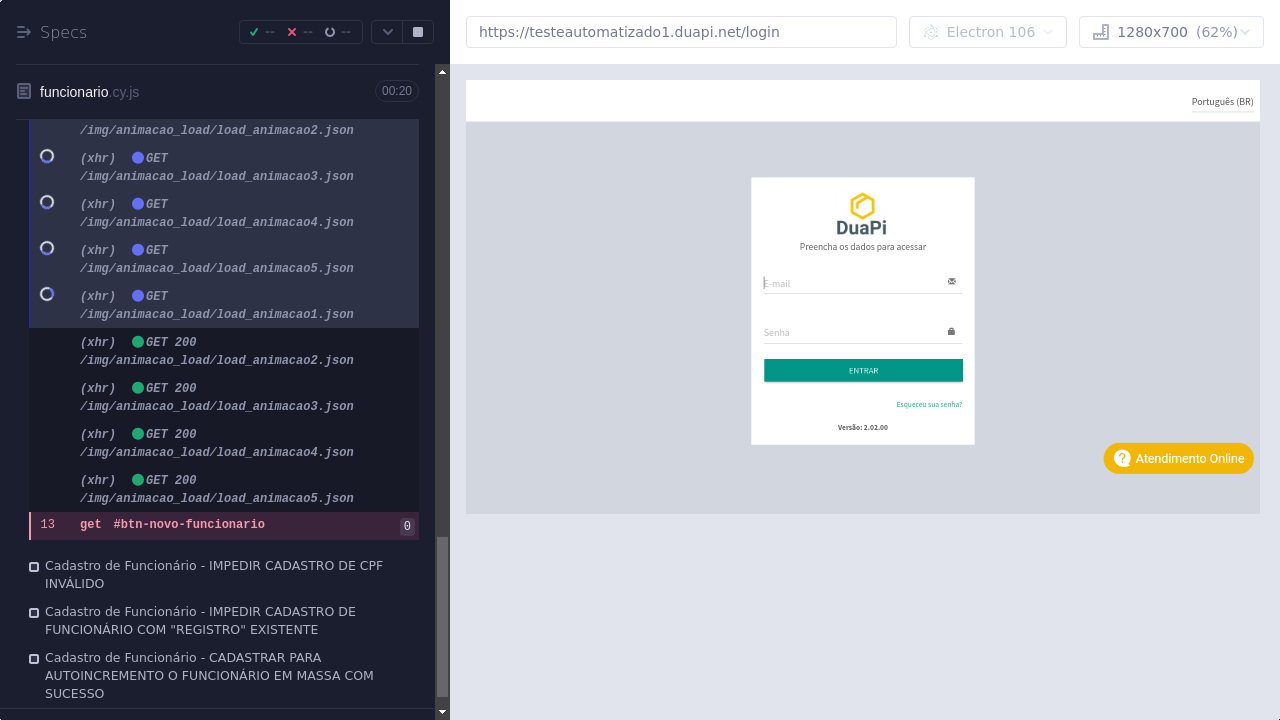 Specs
--
--
--
https://testeautomatizado1.duapi.net/login
Electron 106
1280x700 (62%)
funcionario.cy.js
00:20
/img/animacao_load/load_animacao2.json
(xhr) GET
/img/animacao_load/load_animacao3.json
(xhr) GET
/img/animacao_load/load_animacao4.json
(xhr) GET
/img/animacao_load/load_animacao5.json
(xhr) GET
/img/animacao_load/load_animacao1.json
(xhr) GET 200
/img/animacao_load/load_animacao2.json
(xhr) GET 200
/img/animacao_load/load_animacao3.json
(xhr) GET 200
/img/animacao_load/load_animacao4.json
(xhr) GET 200
/img/animacao_load/load_animacao5.json
13 get #btn-novo-funcionario 0
Cadastro de Funcionário - IMPEDIR CADASTRO DE CPF
INVÁLIDO
Cadastro de Funcionário - IMPEDIR CADASTRO DE
FUNCIONÁRIO COM "REGISTRO" EXISTENTE
Cadastro de Funcionário - CADASTRAR PARA
AUTOINCREMENTO O FUNCIONÁRIO EM MASSA COM
SUCESSO
Português (BR)
DuaPi
Preencha os dados para acessar
E-mail
Senha
ENTRAR
Esqueceu sua senha?
Versão: 2.02.00
Atendimento Online